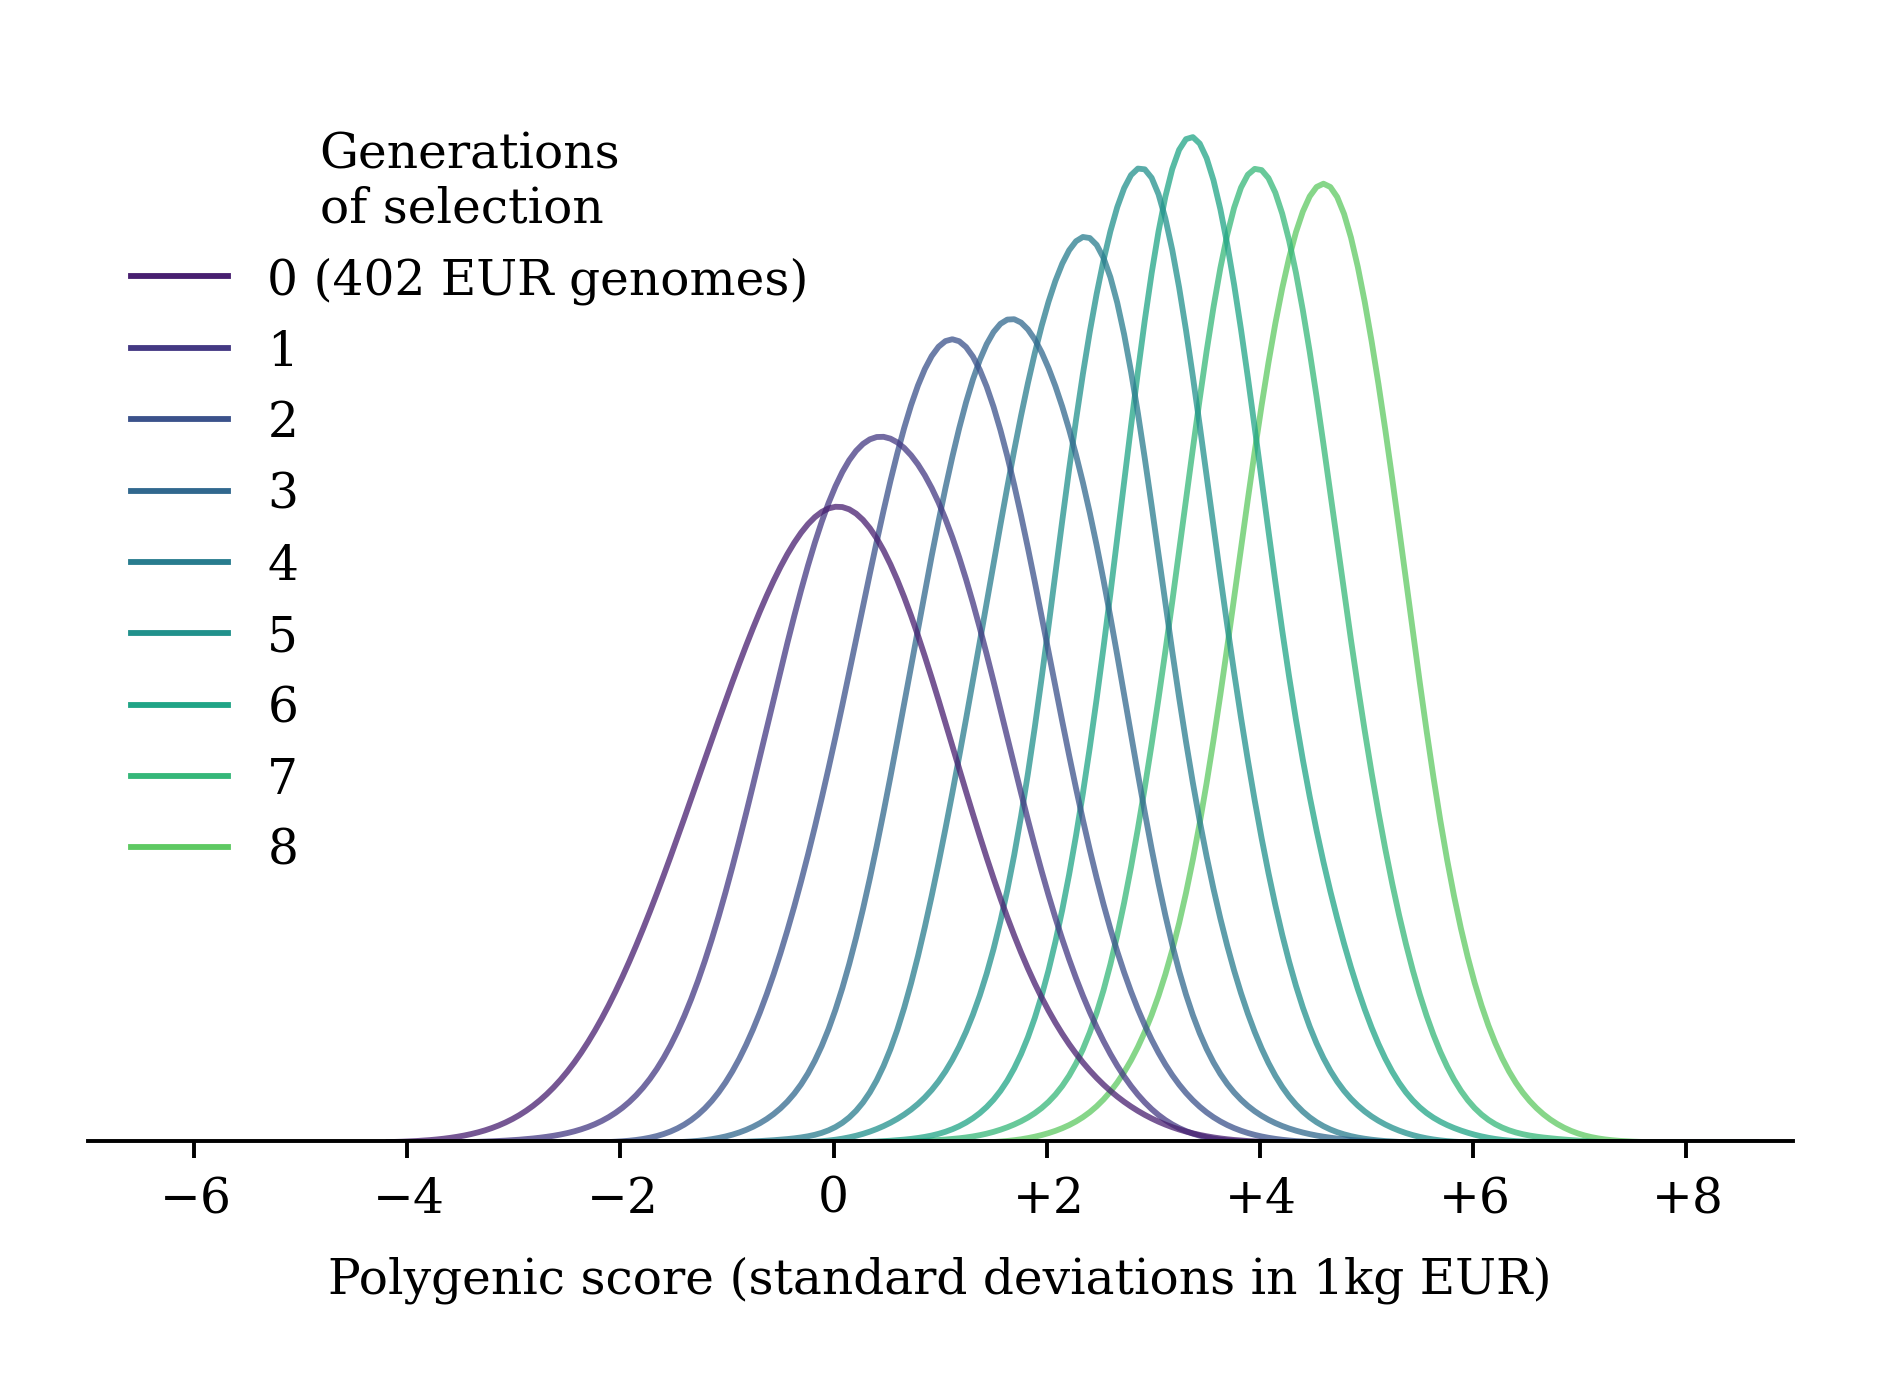 Generations
of selection
0 (402 EUR genomes)
1
2
3
4
5
6
7
8
−6 −4 −2 0 +2 +4 +6 +8
Polygenic score (standard deviations in 1kg EUR)